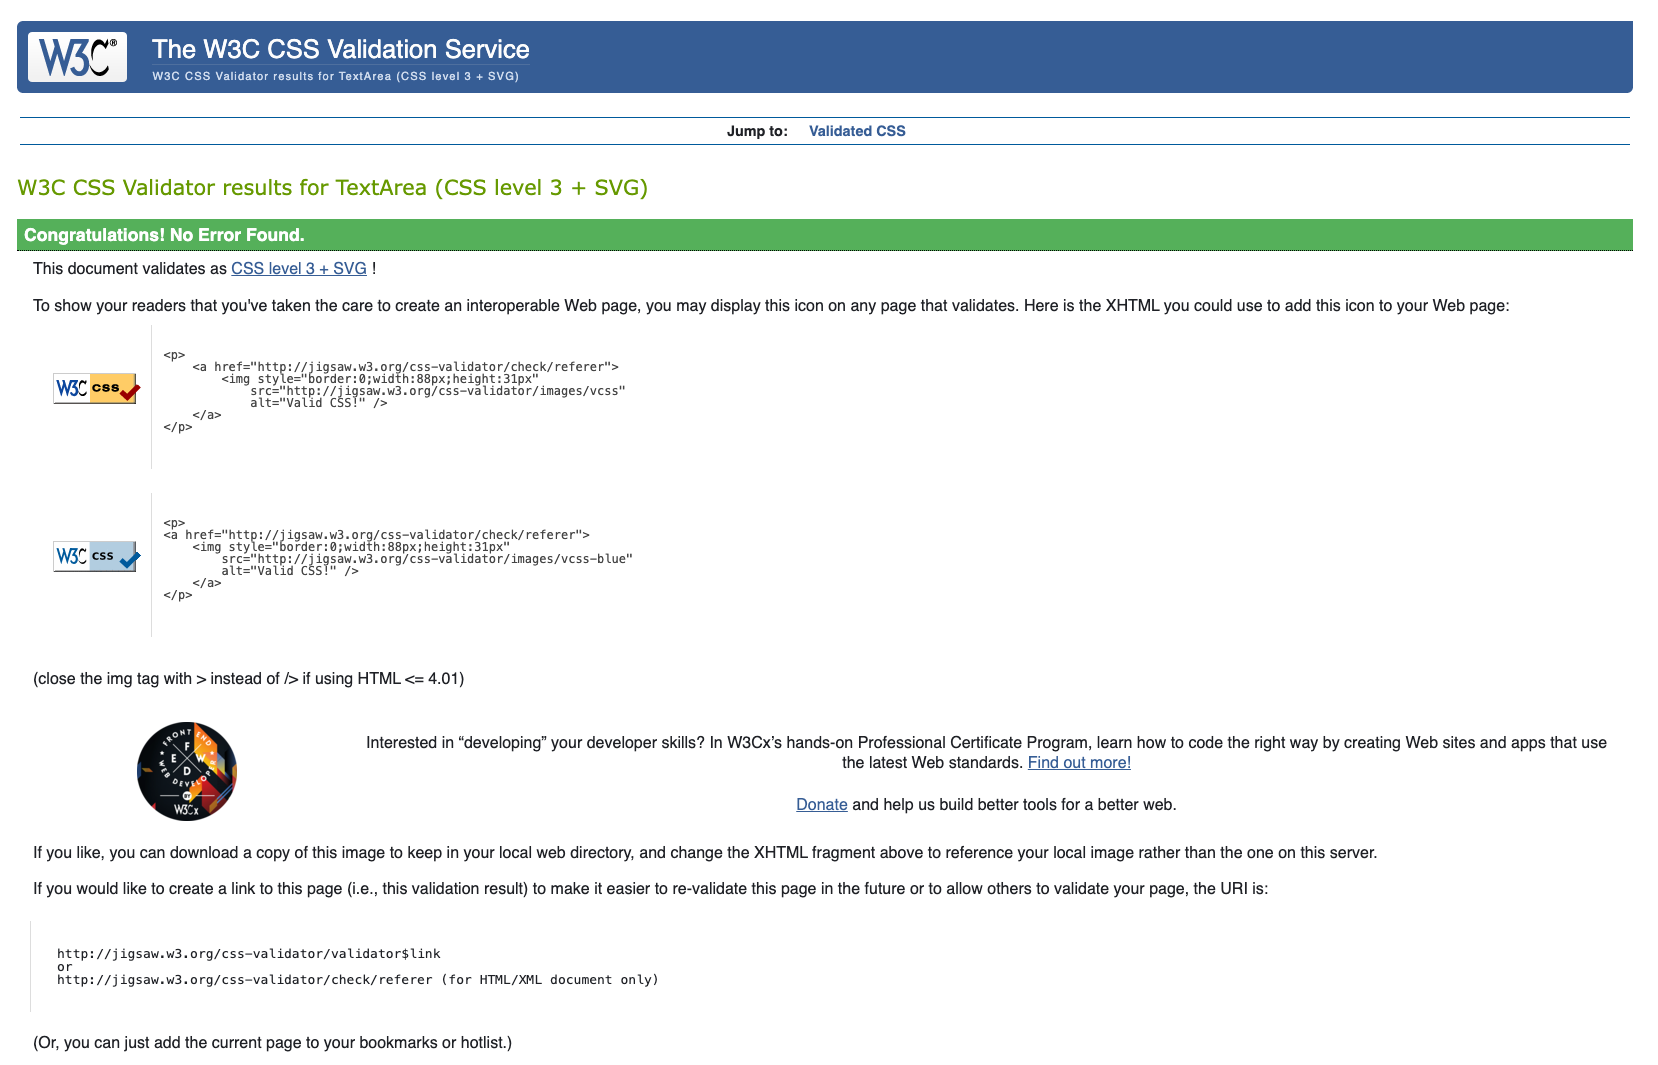 W3C®
The W3C CSS Validation Service
W3C CSS Validator results for TextArea (CSS level 3 + SVG)
Jump to: Validated CSS
W3C CSS Validator results for TextArea (CSS level 3 + SVG)
Congratulations! No Error Found.
This document validates as CSS level 3 + SVG !
To show your readers that you've taken the care to create an interoperable Web page, you may display this icon on any page that validates. Here is the XHTML you could use to add this icon to your Web page:
W3C css
<p>
    <a href="http://jigsaw.w3.org/css-validator/check/referer">
        <img style="border:0;width:88px;height:31px"
            src="http://jigsaw.w3.org/css-validator/images/vcss"
            alt="Valid CSS!" />
    </a>
</p>
W3C css
<p>
<a href="http://jigsaw.w3.org/css-validator/check/referer">
    <img style="border:0;width:88px;height:31px"
        src="http://jigsaw.w3.org/css-validator/images/vcss-blue"
        alt="Valid CSS!" />
    </a>
</p>
(close the img tag with > instead of /> if using HTML <= 4.01)
FRONT END
F
E W
D
WEB DEVELOPER
BY
W3Cx
Interested in “developing” your developer skills? In W3Cx’s hands-on Professional Certificate Program, learn how to code the right way by creating Web sites and apps that use
the latest Web standards. Find out more!
Donate and help us build better tools for a better web.
If you like, you can download a copy of this image to keep in your local web directory, and change the XHTML fragment above to reference your local image rather than the one on this server.
If you would like to create a link to this page (i.e., this validation result) to make it easier to re-validate this page in the future or to allow others to validate your page, the URI is:
http://jigsaw.w3.org/css-validator/validator$link
or
http://jigsaw.w3.org/css-validator/check/referer (for HTML/XML document only)
(Or, you can just add the current page to your bookmarks or hotlist.)